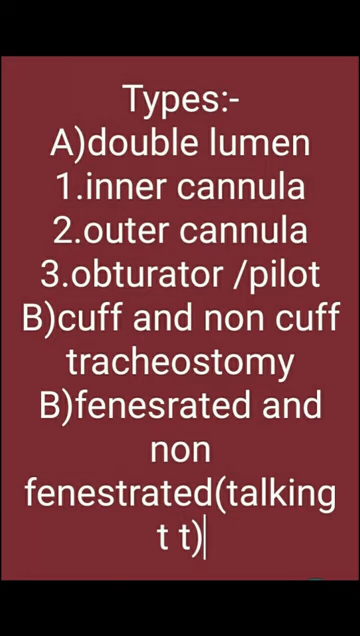 Types:-
A)double lumen
1.inner cannula
2.outer cannula
3.obturator /pilot
B)cuff and non cuff
tracheostomy
B)fenesrated and
non
fenestrated(talking
t t)